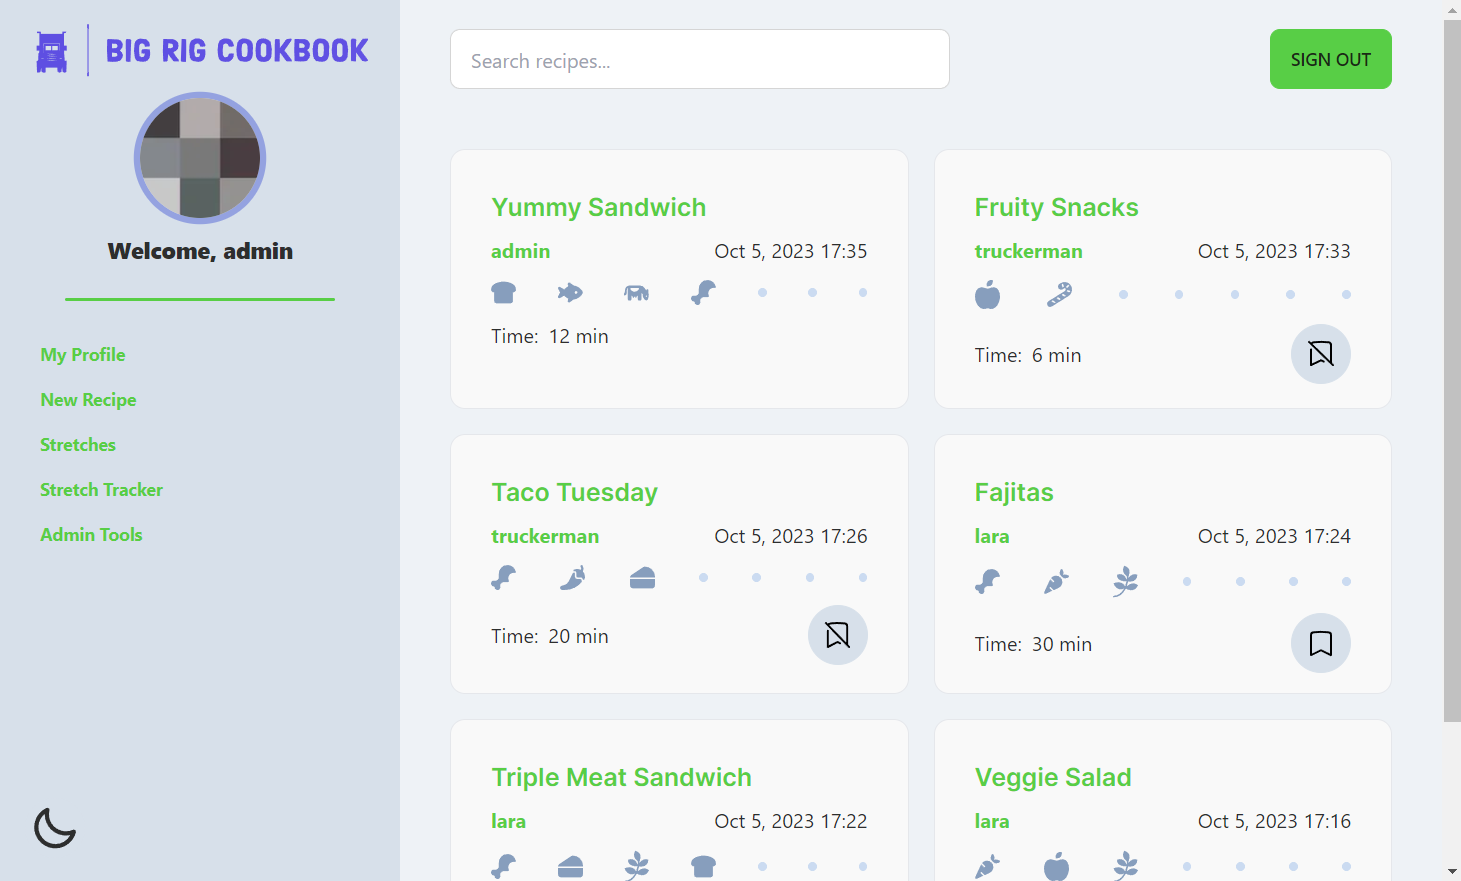 BIG RIG COOKBOOK
Welcome, admin
My Profile
New Recipe
Stretches
Stretch Tracker
Admin Tools
Search recipes...
SIGN OUT
Yummy Sandwich
admin Oct 5, 2023 17:35
Time: 12 min
Fruity Snacks
truckerman Oct 5, 2023 17:33
Time: 6 min
Taco Tuesday
truckerman Oct 5, 2023 17:26
Time: 20 min
Fajitas
lara Oct 5, 2023 17:24
Time: 30 min
Triple Meat Sandwich
lara Oct 5, 2023 17:22
Veggie Salad
lara Oct 5, 2023 17:16